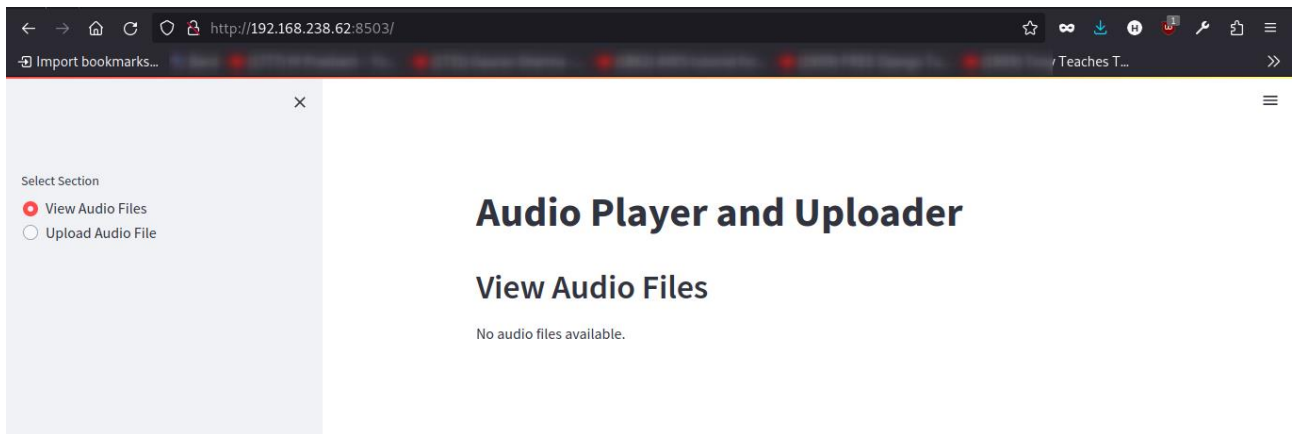 http://192.168.238.62:8503/
1
Import bookmarks...
Teaches T...
Select Section
View Audio Files
Upload Audio File
Audio Player and Uploader
View Audio Files
No audio files available.